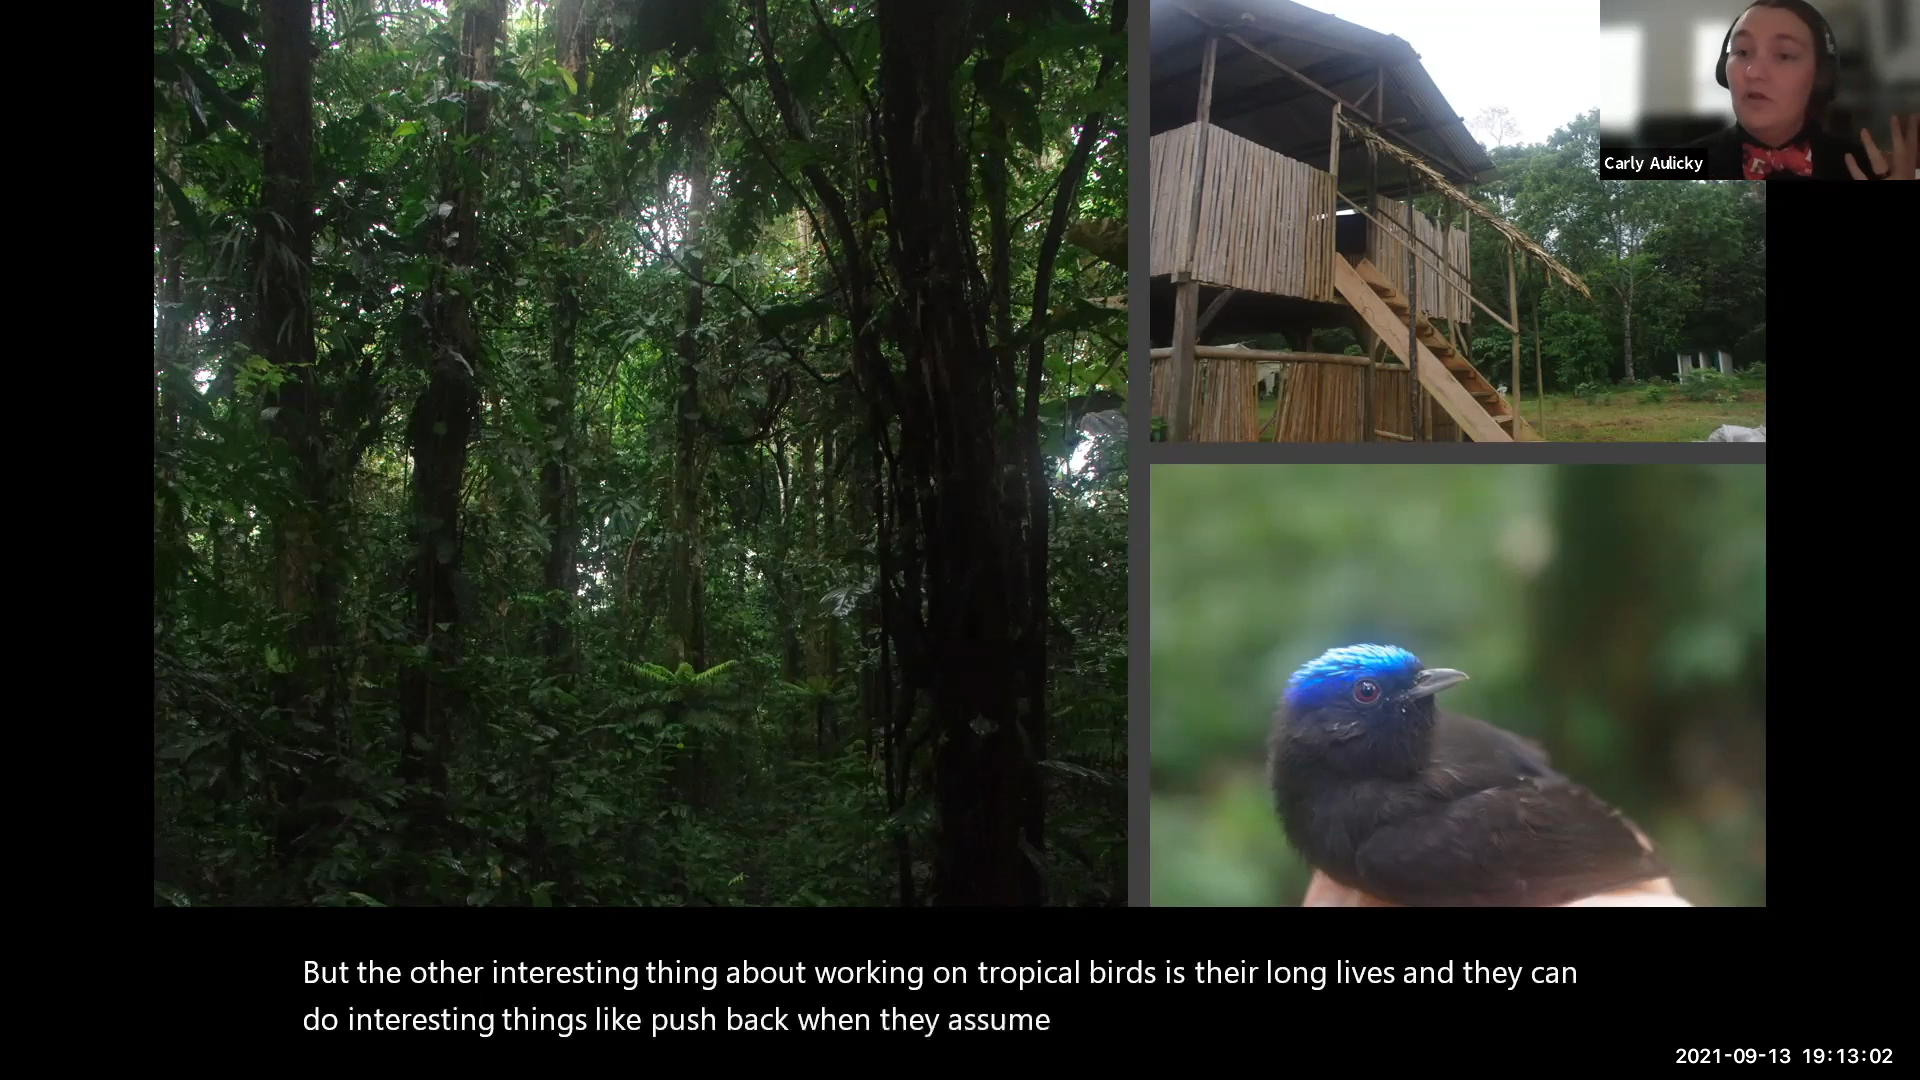 Carly Aulicky
But the other interesting thing about working on tropical birds is their long lives and they can
do interesting things like push back when they assume
2021-09-13 19:13:02